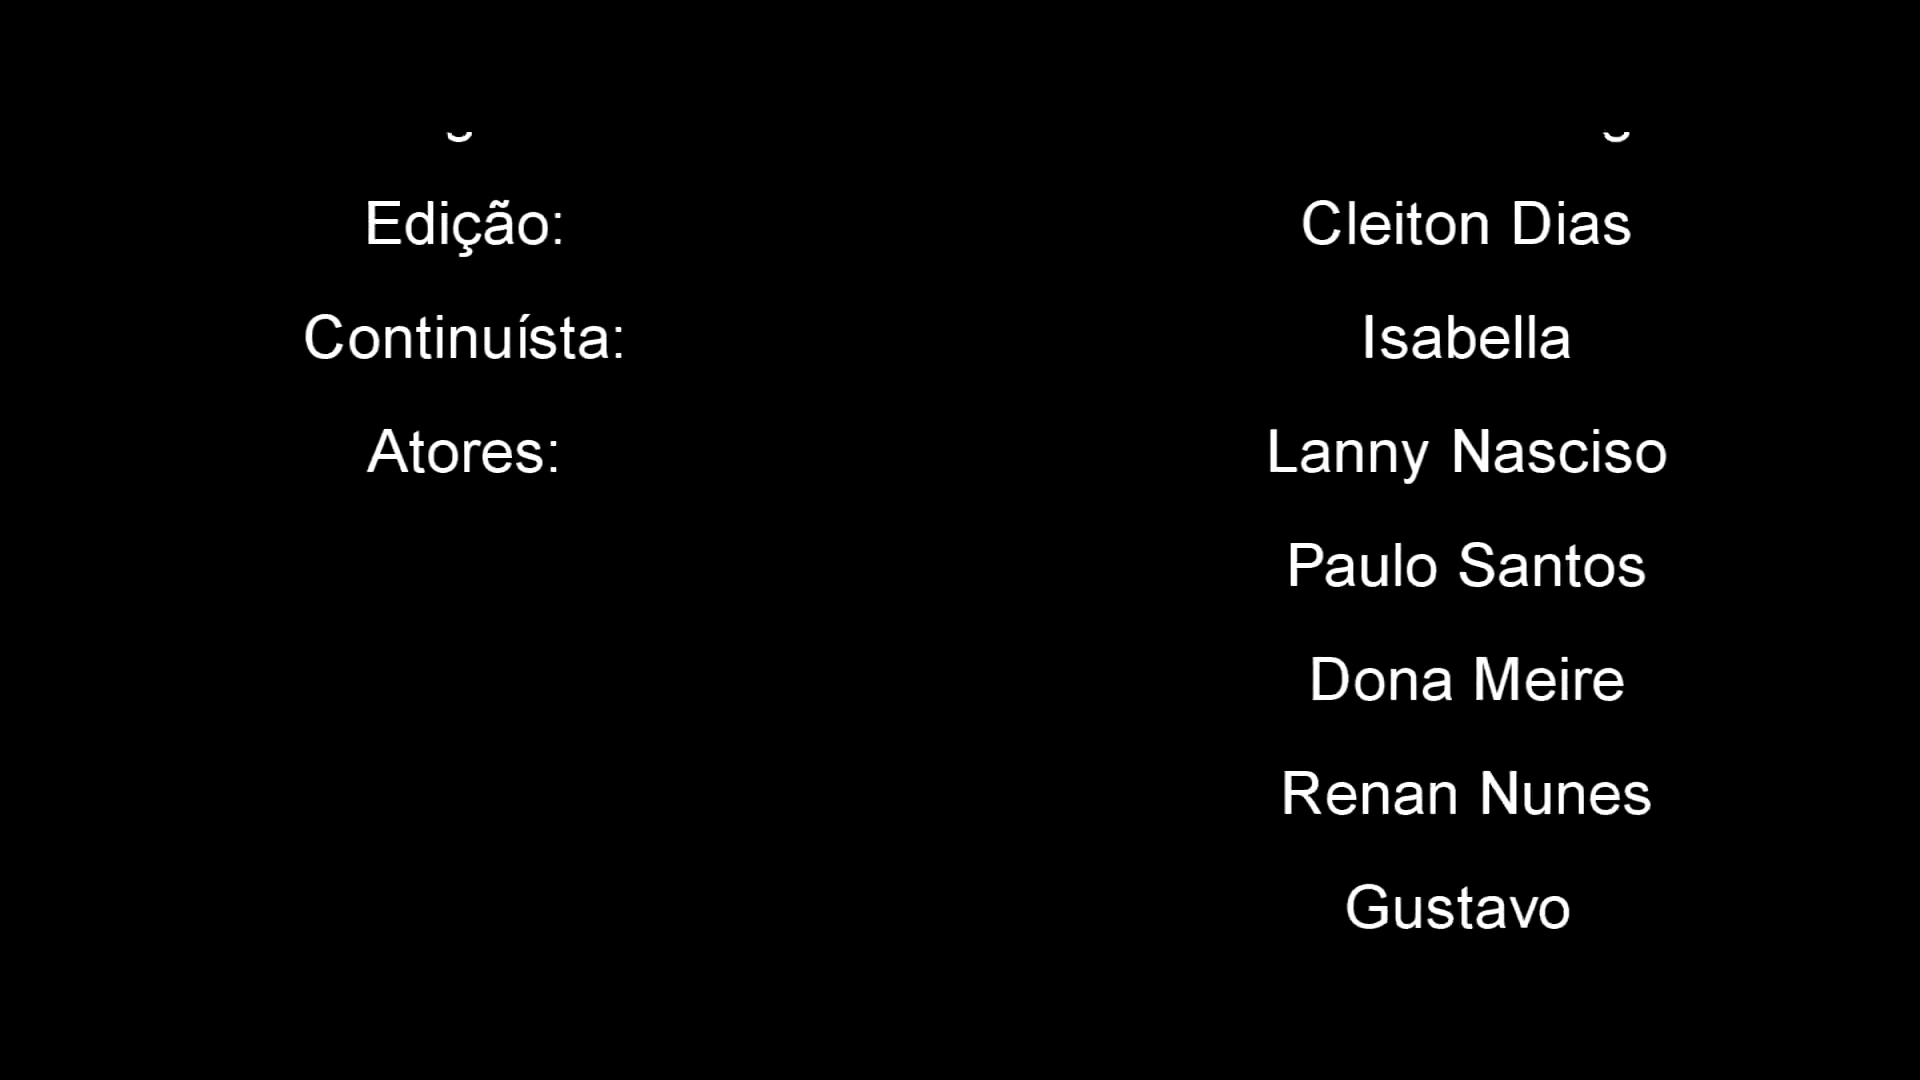 Edição: Cleiton Dias
Continuísta: Isabella
Atores: Lanny Nasciso
Paulo Santos
Dona Meire
Renan Nunes
Gustavo